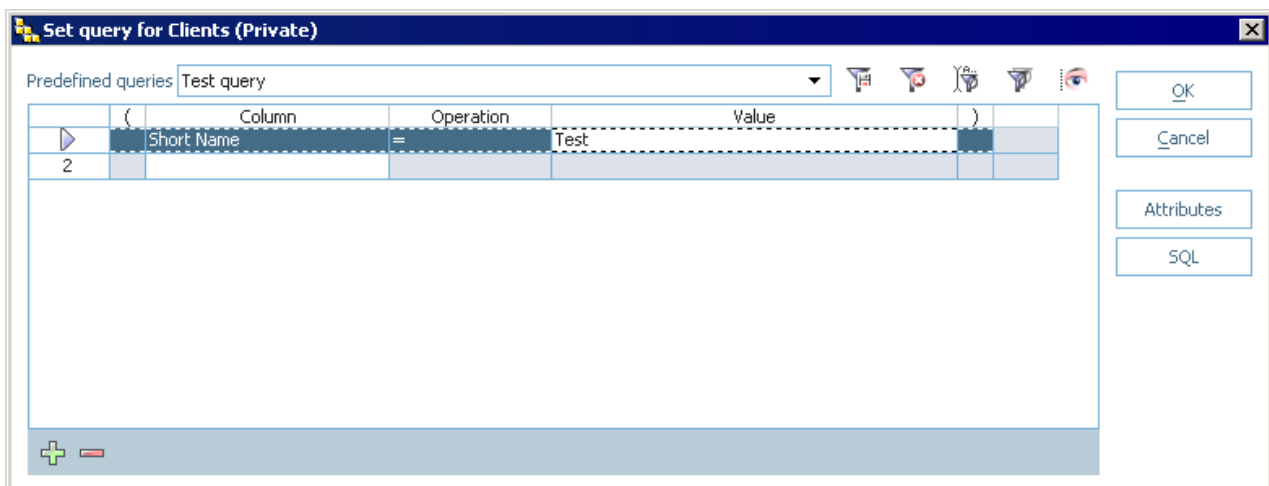 Set query for Clients (Private)
Predefined queries Test query
OK
( Column Operation Value )
Short Name = Test
Cancel
2
Attributes
SQL